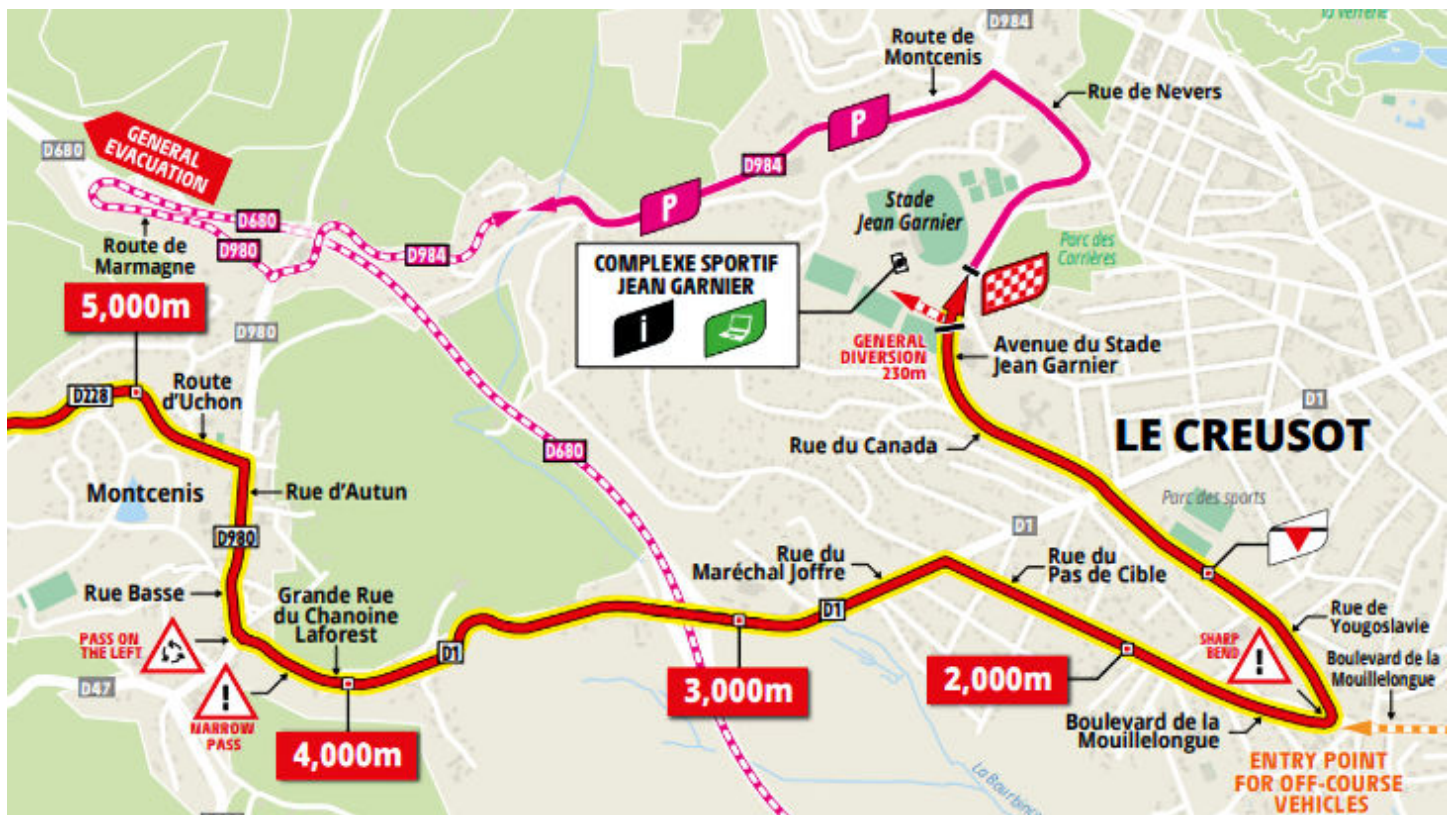 D984
la Verrerie
Route de
Montcenis
Rue de Nevers
P
D680
GENERAL
EVACUATION
D984
P
Stade
Jean Garnier
D680
Route de
Marmagne
D980
D984
Parc des
Carrières
COMPLEXE SPORTIF
JEAN GARNIER
i
5,000m
D980
GENERAL
DIVERSION
230m
Avenue du Stade
Jean Garnier
D228
Route
d'Uchon
D1
LE CREUSOT
Rue du Canada
D680
Montcenis
Rue d'Autun
Parc des sports
D980
D1
Rue du
Maréchal Joffre
Rue du
Pas de Cible
Rue Basse
Grande Rue
du Chanoine
Laforest
D1
Rue de
Yougoslavie
PASS ON
THE LEFT
D1
SHARP
BEND
!
Boulevard de la
Mouillelongue
D47
!
NARROW
PASS
3,000m
2,000m
4,000m
Boulevard de la
Mouillelongue
ENTRY POINT
FOR OFF-COURSE
VEHICLES
La Bourbince